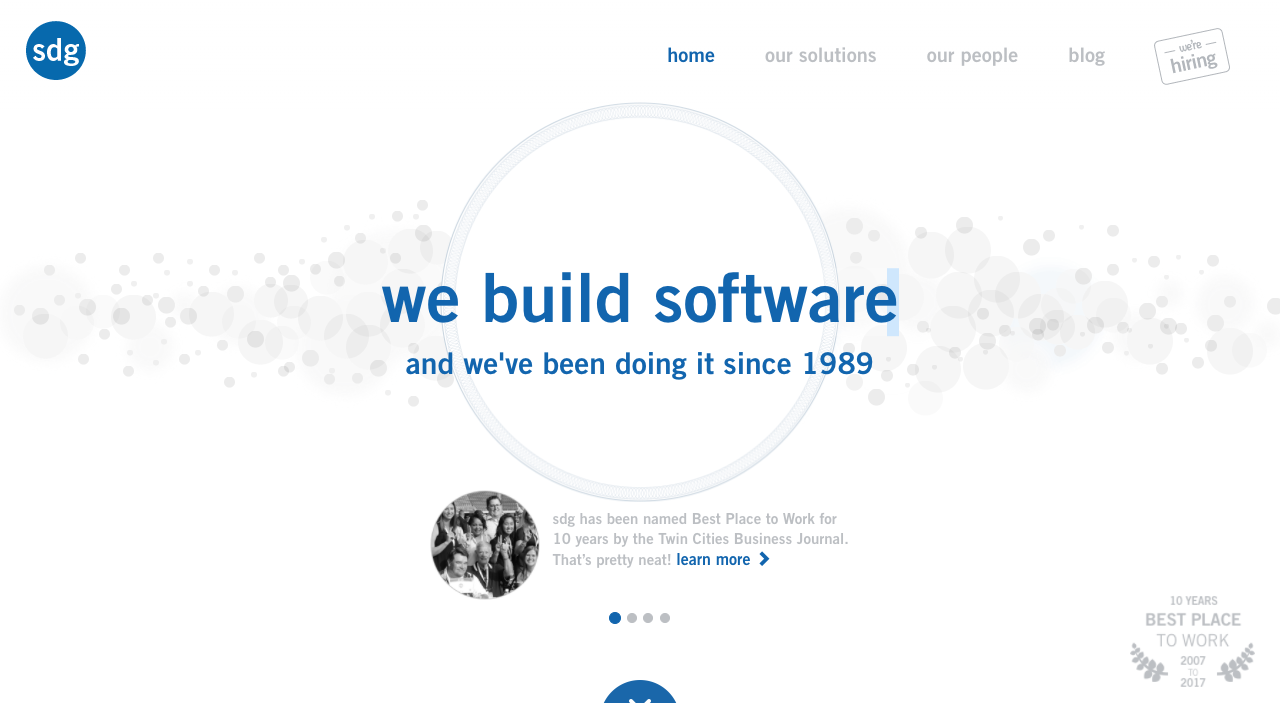 sdg
home
our solutions
our people
blog
we're
hiring
we build software
and we've been doing it since 1989
sdg has been named Best Place to Work for
10 years by the Twin Cities Business Journal.
That's pretty neat! learn more
10 YEARS
BEST PLACE
TO WORK
2007
TO
2017